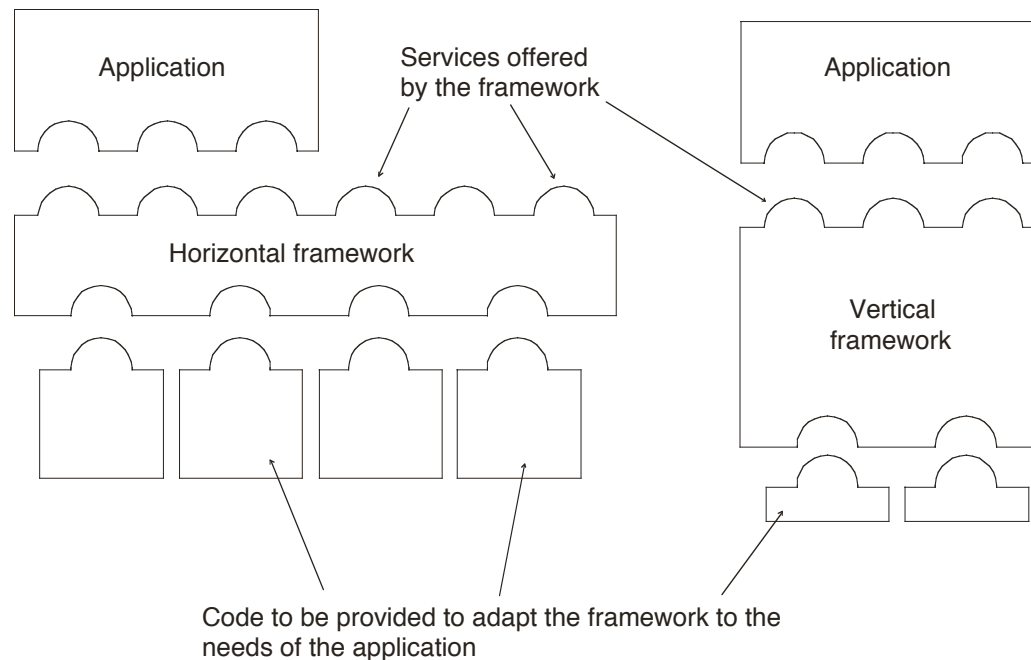 Application
Services offered
by the framework
Application
Horizontal framework
Vertical
framework
Code to be provided to adapt the framework to the
needs of the application